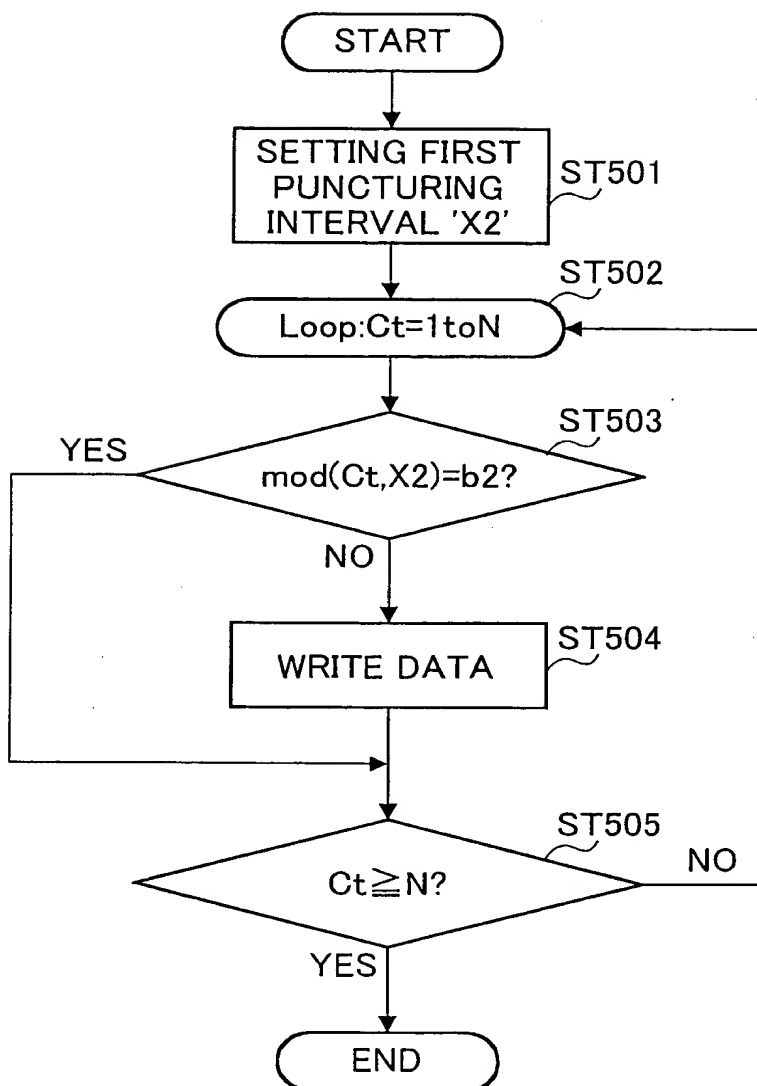 START
SETTING FIRST
PUNCTURING
INTERVAL 'X2'
ST501
ST502
Loop:Ct=1toN
ST503
YES
mod(Ct,X2)=b2?
NO
ST504
WRITE DATA
ST505
Ct≧N?
NO
YES
END